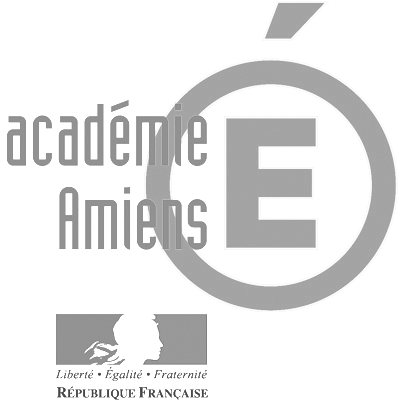 académie
Amiens
É
Liberté • Égalité • Fraternité
RÉPUBLIQUE FRANÇAISE